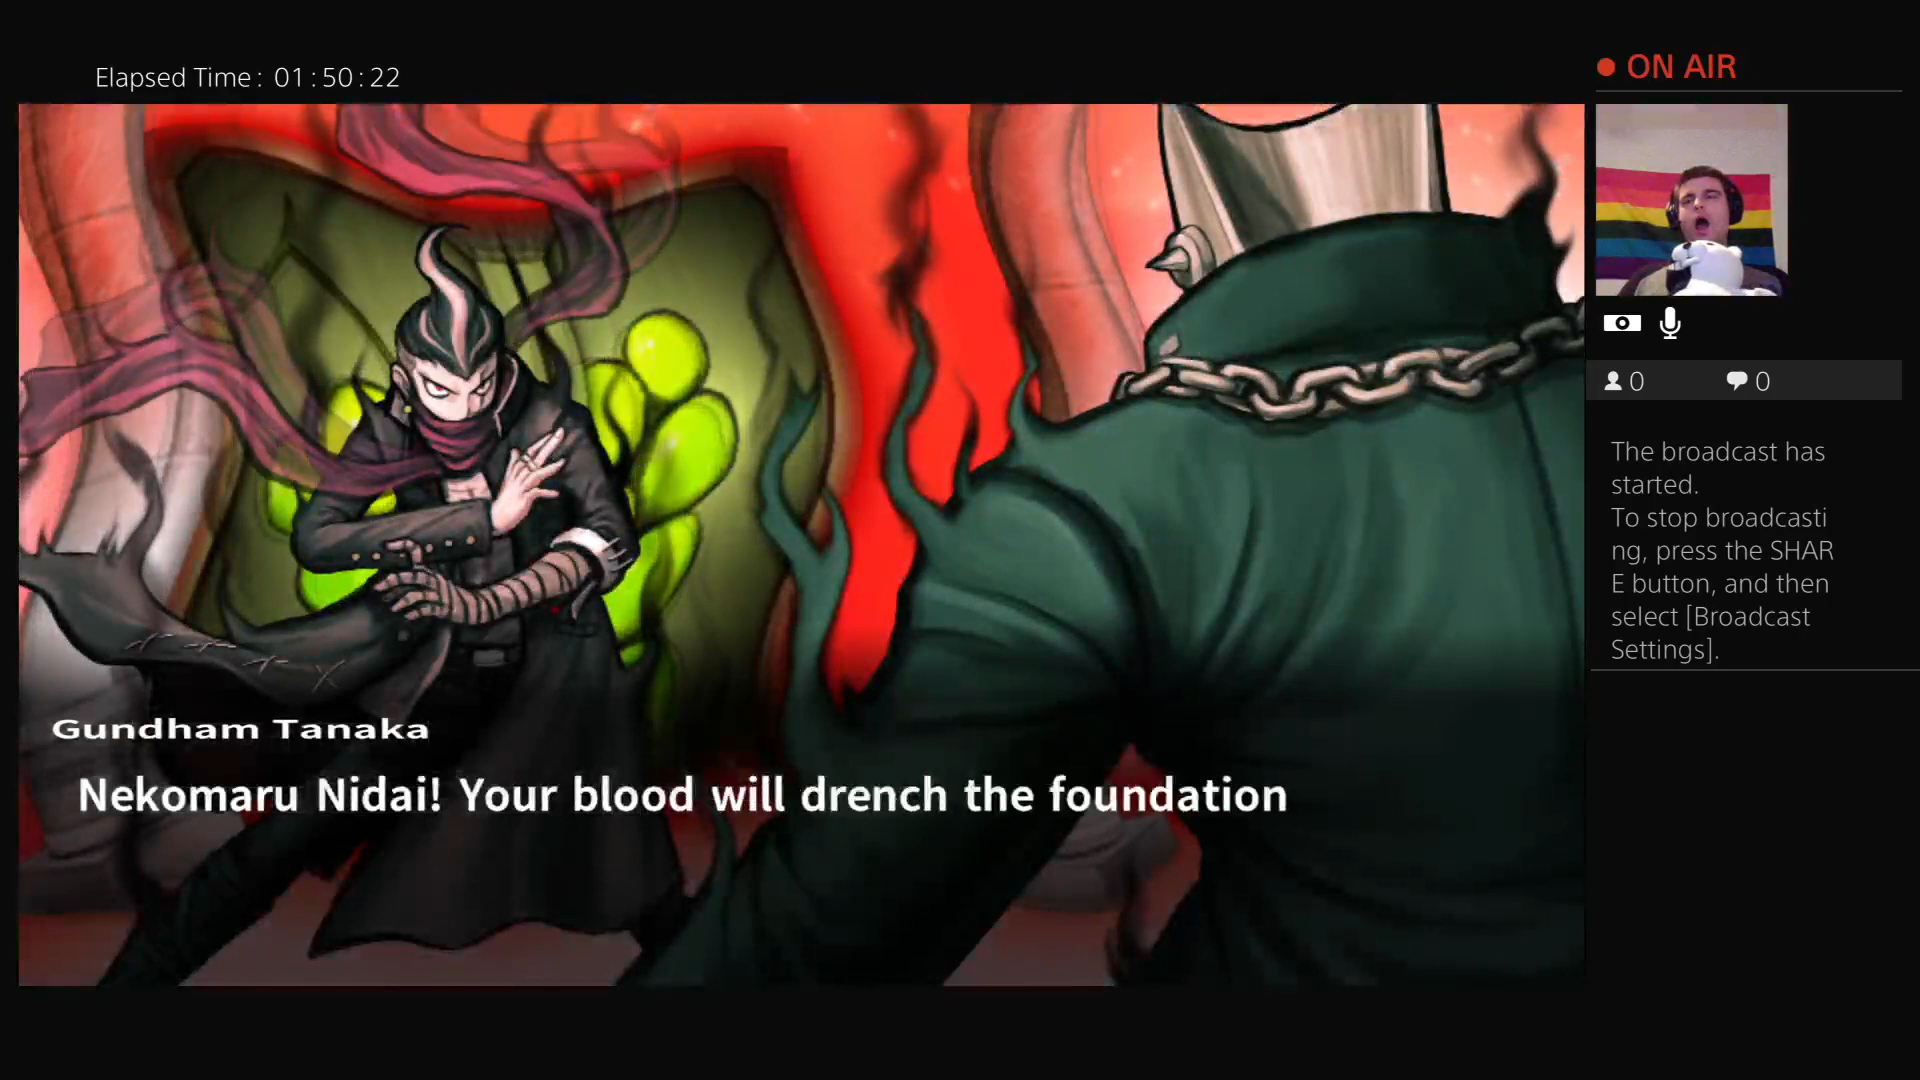 Elapsed Time: 01:50:22
ON AIR
0
0
The broadcast has
started.
To stop broadcasti
ng, press the SHAR
E button, and then
select [Broadcast
Settings].
Gundham Tanaka
Nekomaru Nidai! Your blood will drench the foundation